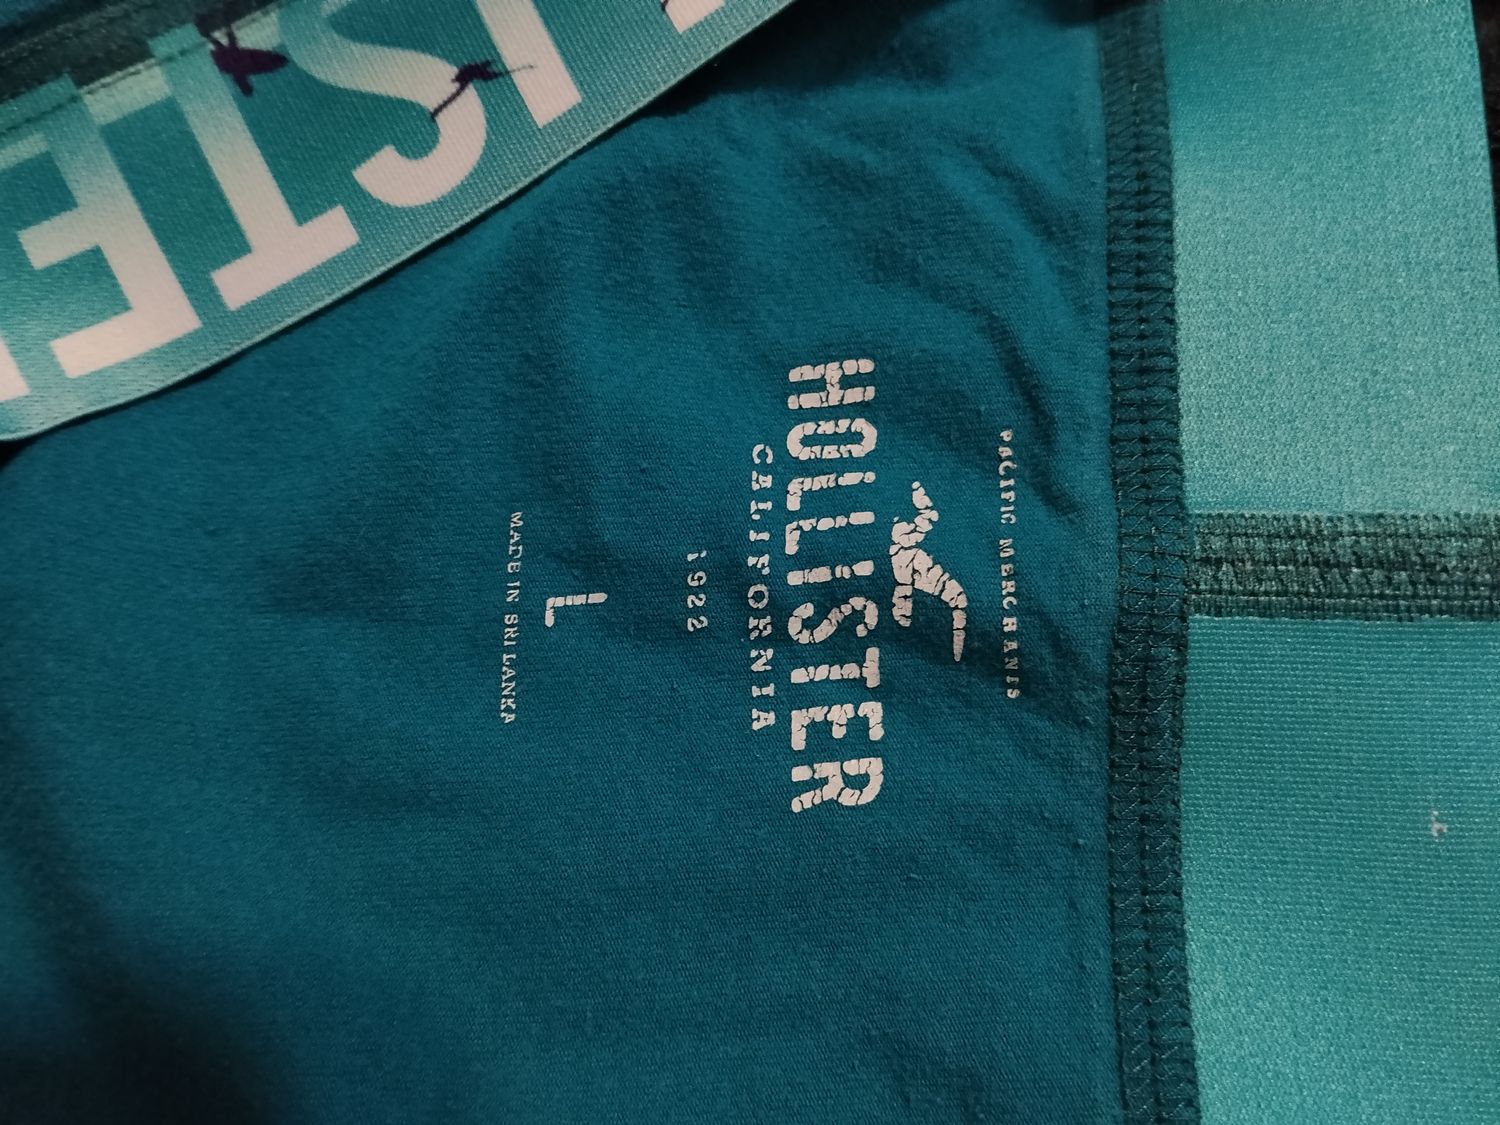 ISTE
PACIFIC MERCHANTS
HOLLISTER
CALIFORNIA
1922
L
MADE IN SRI LANKA